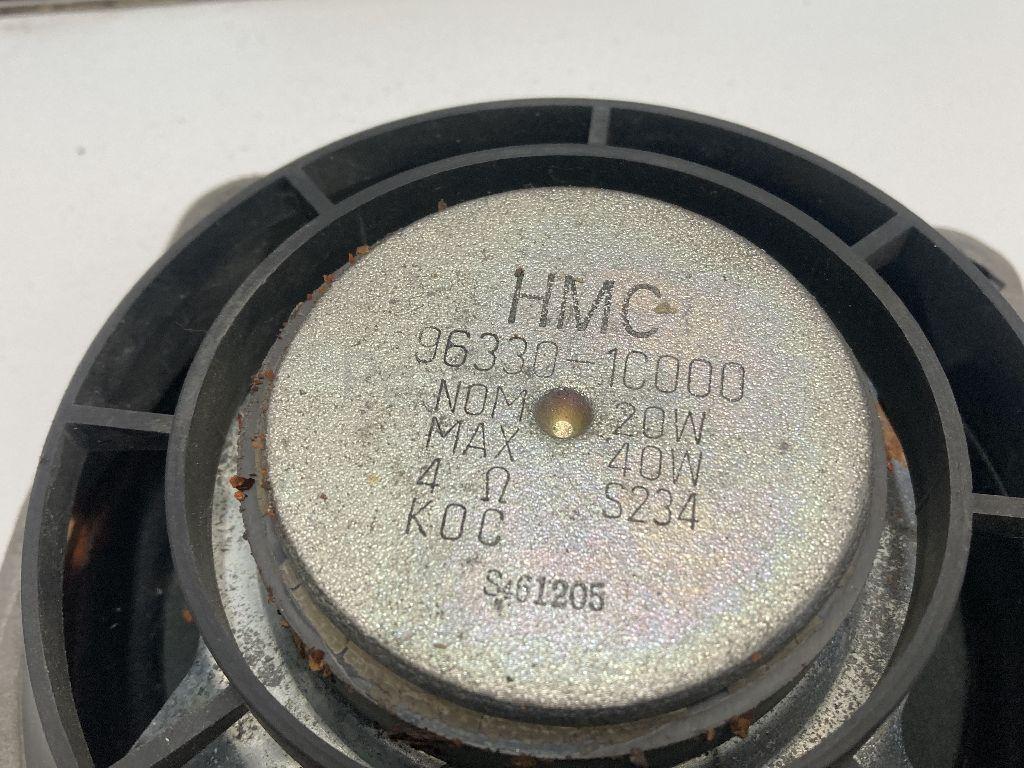 HMC
96330-1C000
NOM 20W
MAX 40W
4 Ω S234
KOC
S461205